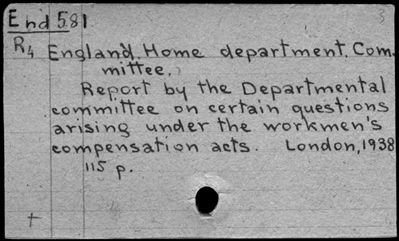 End 581
R4 England. Home department. Com-
mittee.
Report by the Departmental
committee on certain questions
arising under the workmen's
compensation acts. London, 1938
115 p.
†